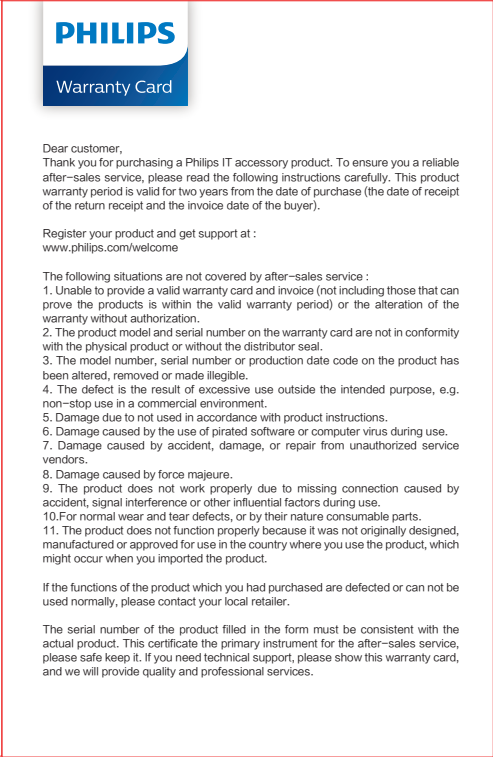 PHILIPS
Warranty Card
Dear customer,
Thank you for purchasing a Philips IT accessory product. To ensure you a reliable
after-sales service, please read the following instructions carefully. This product
warranty period is valid for two years from the date of purchase (the date of receipt
of the return receipt and the invoice date of the buyer).
Register your product and get support at :
www.philips.com/welcome
The following situations are not covered by after-sales service :
1. Unable to provide a valid warranty card and invoice (not including those that can
prove the products is within the valid warranty period) or the alteration of the
warranty without authorization.
2. The product model and serial number on the warranty card are not in conformity
with the physical product or without the distributor seal.
3. The model number, serial number or production date code on the product has
been altered, removed or made illegible.
4. The defect is the result of excessive use outside the intended purpose, e.g.
non-stop use in a commercial environment.
5. Damage due to not used in accordance with product instructions.
6. Damage caused by the use of pirated software or computer virus during use.
7. Damage caused by accident, damage, or repair from unauthorized service
vendors.
8. Damage caused by force majeure.
9. The product does not work properly due to missing connection caused by
accident, signal interference or other influential factors during use.
10.For normal wear and tear defects, or by their nature consumable parts.
11. The product does not function properly because it was not originally designed,
manufactured or approved for use in the country where you use the product, which
might occur when you imported the product.
If the functions of the product which you had purchased are defected or can not be
used normally, please contact your local retailer.
The serial number of the product filled in the form must be consistent with the
actual product. This certificate the primary instrument for the after-sales service,
please safe keep it. If you need technical support, please show this warranty card,
and we will provide quality and professional services.